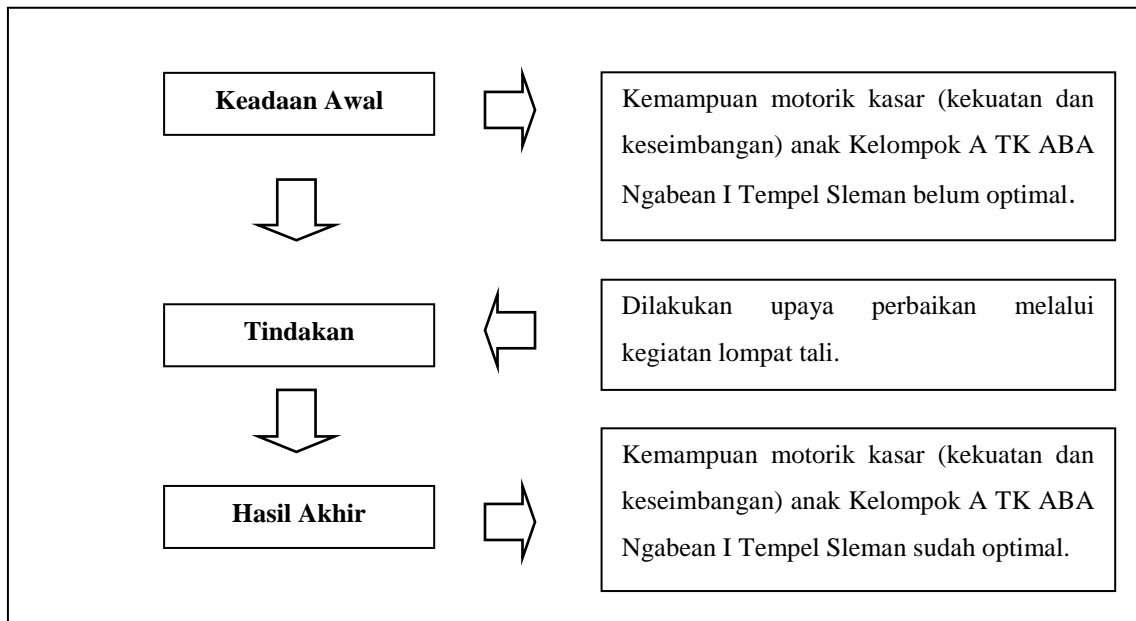 Keadaan Awal
Kemampuan motorik kasar (kekuatan dan
keseimbangan) anak Kelompok A TK ABA
Ngabean I Tempel Sleman belum optimal.
Tindakan
Dilakukan upaya perbaikan melalui
kegiatan lompat tali.
Hasil Akhir
Kemampuan motorik kasar (kekuatan dan
keseimbangan) anak Kelompok A TK ABA
Ngabean I Tempel Sleman sudah optimal.